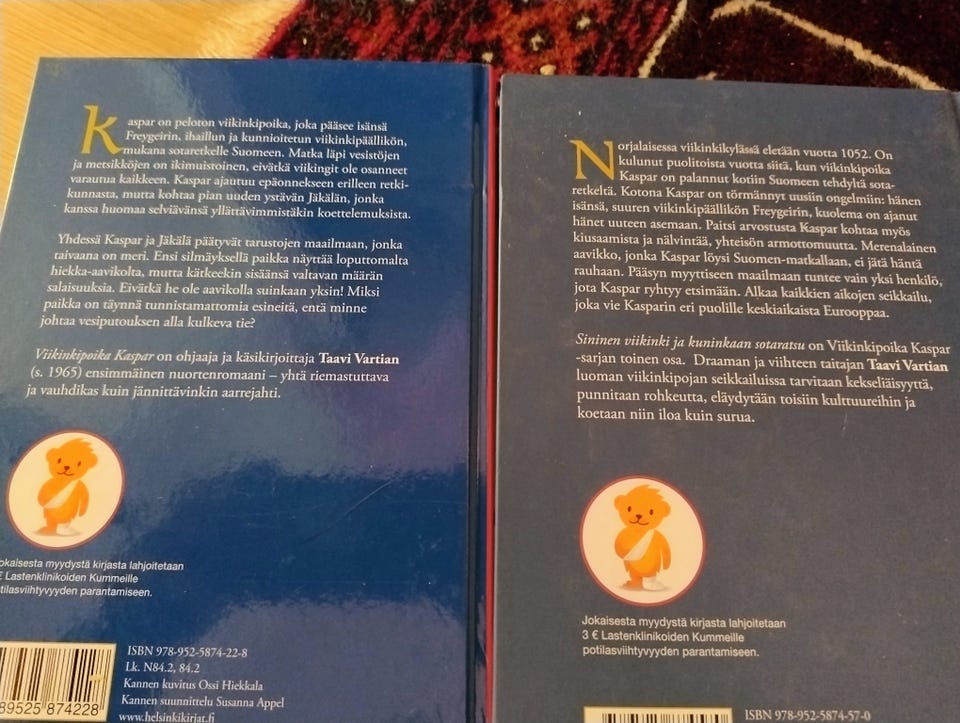 Kaspar on peloton viikinkipoika, joka pääsee isänsä
Freygeirin, ihaillun ja kunnioitetun viikinkipäällikön,
mukana sotaretkelle Suomeen. Matka läpi vesistöjen
ja metsikköjen on ikimuistoinen, eivätkä viikingit ole osanneet
varautua kaikkeen. Kaspar ajautuu epäonnekseen erilleen retki-
kunnasta, mutta kohtaa pian uuden ystävän Jäkälän, jonka
kanssa huomaa selviävänsä yllättävimmistäkin koettelemuksista.
Yhdessä Kaspar ja Jäkälä päätyvät tarustojen maailmaan, jonka
taivaana on meri. Ensi silmäyksellä paikka näyttää loputtomalta
hiekka-aavikolta, mutta kätkeekin sisäänsä valtavan määrän
salaisuuksia. Eivätkä he ole aavikolla suinkaan yksin! Miksi
paikka on täynnä tunnistamattomia esineitä, entä minne
johtaa vesiputouksen alla kulkeva tie?
Viikinkipoika Kaspar on ohjaaja ja käsikirjoittaja Taavi Vartian
(s. 1965) ensimmäinen nuortenromaani – yhtä riemastuttava
ja vauhdikas kuin jännittävinkin aarrejahti.
okaisesta myydystä kirjasta lahjoitetaan
€ Lastenklinikoiden Kummeille
otilasviihtyvyyden parantamiseen.
ISBN 978-952-5874-22-8
Lk. N84.2, 84.2
Kannen kuvitus Ossi Hiekkala
Kannen suunnittelu Susanna Appel
www.helsinkikirjat.fi
89525 874228
Norjalaisessa viikinkikylässä eletään vuotta 1052. On
kulunut puolitoista vuotta siitä, kun viikinkipoika
Kaspar on palannut kotiin Suomeen tehdyltä sota-
retkeltä. Kotona Kaspar on törmännyt uusiin ongelmiin: hänen
isänsä, suuren viikinkipäällikön Freygeirin, kuolema on ajanut
hänet uuteen asemaan. Paitsi arvostusta Kaspar kohtaa myös
kiusaamista ja nälvintää, yhteisön armottomuutta. Merenalainen
aavikko, jonka Kaspar löysi Suomen-matkallaan, ei jätä häntä
rauhaan. Pääsyn myyttiseen maailmaan tuntee vain yksi henkilö,
jota Kaspar ryhtyy etsimään. Alkaa kaikkien aikojen seikkailu,
joka vie Kasparin eri puolille keskiaikaista Eurooppaa.
Sininen viikinki ja kuninkaan sotaratsu on Viikinkipoika Kaspar
-sarjan toinen osa. Draaman ja viihteen taitajan Taavi Vartian
luoman viikinkipojan seikkailuissa tarvitaan kekseliäisyyttä,
punnitaan rohkeutta, eläydytään toisiin kulttuureihin ja
koetaan niin iloa kuin surua.
Jokaisesta myydystä kirjasta lahjoitetaan
3 € Lastenklinikoiden Kummeille
potilasviihtyvyyden parantamiseen.
ISBN 978-952-5874-57-0